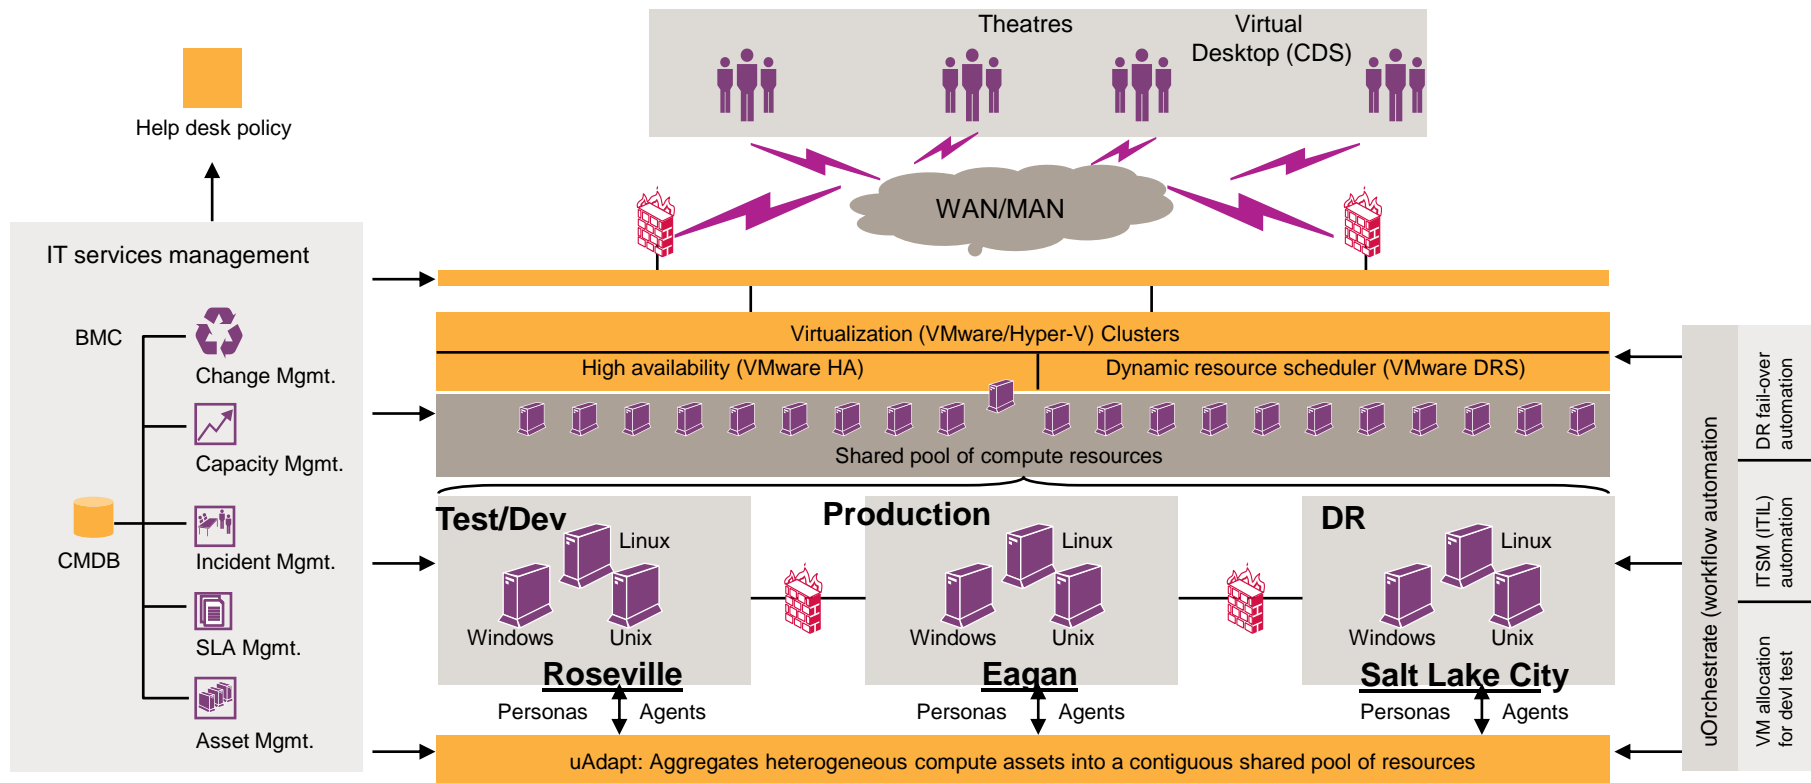 Theatres
Virtual
Desktop (CDS)
Help desk policy
WAN/MAN
IT services management
BMC
Change Mgmt.
Capacity Mgmt.
CMDB
Incident Mgmt.
SLA Mgmt.
Asset Mgmt.
Virtualization (VMware/Hyper-V) Clusters
High availability (VMware HA)
Dynamic resource scheduler (VMware DRS)
Shared pool of compute resources
Test/Dev
Linux
Windows
Unix
Roseville
Production
Linux
Windows
Unix
Eagan
DR
Linux
Windows
Unix
Salt Lake City
Personas
Agents
Personas
Agents
Personas
Agents
uAdapt: Aggregates heterogeneous compute assets into a contiguous shared pool of resources
uOrchestrate (workflow automation
DR fail-over
automation
ITSM (ITIL)
automation
VM allocation
for devl test